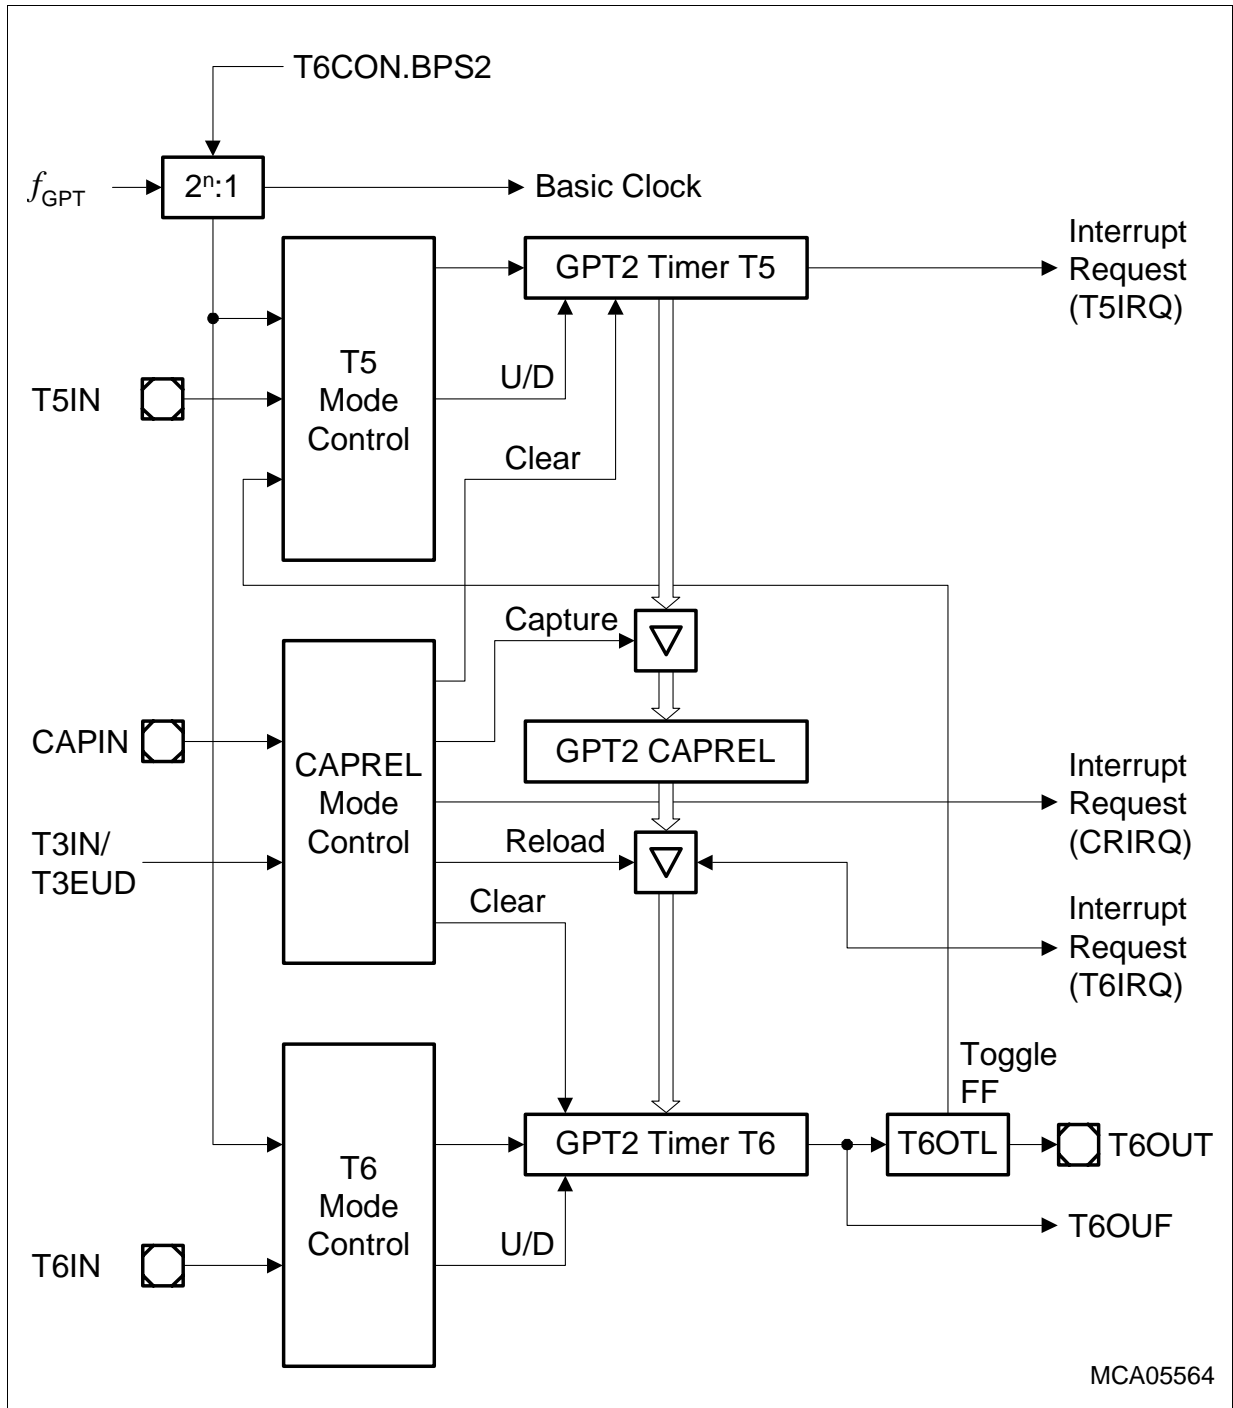 T6CON.BPS2
fGPT
2ⁿ:1
Basic Clock
Interrupt
Request
(T5IRQ)
GPT2 Timer T5
T5
Mode
Control
U/D
T5IN
Clear
Capture
CAPIN
CAPREL
Mode
Control
GPT2 CAPREL
Interrupt
Request
(CRIRQ)
T3IN/
T3EUD
Reload
Clear
Interrupt
Request
(T6IRQ)
Toggle
FF
T6
Mode
Control
GPT2 Timer T6
T6OTL
T6OUT
T6OUF
U/D
T6IN
MCA05564